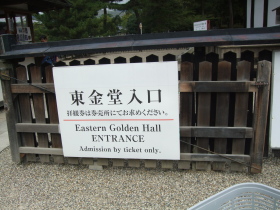 東金堂入口
拝観券は券売所にてお求めください。
Eastern Golden Hall
ENTRANCE
Admission by ticket only.